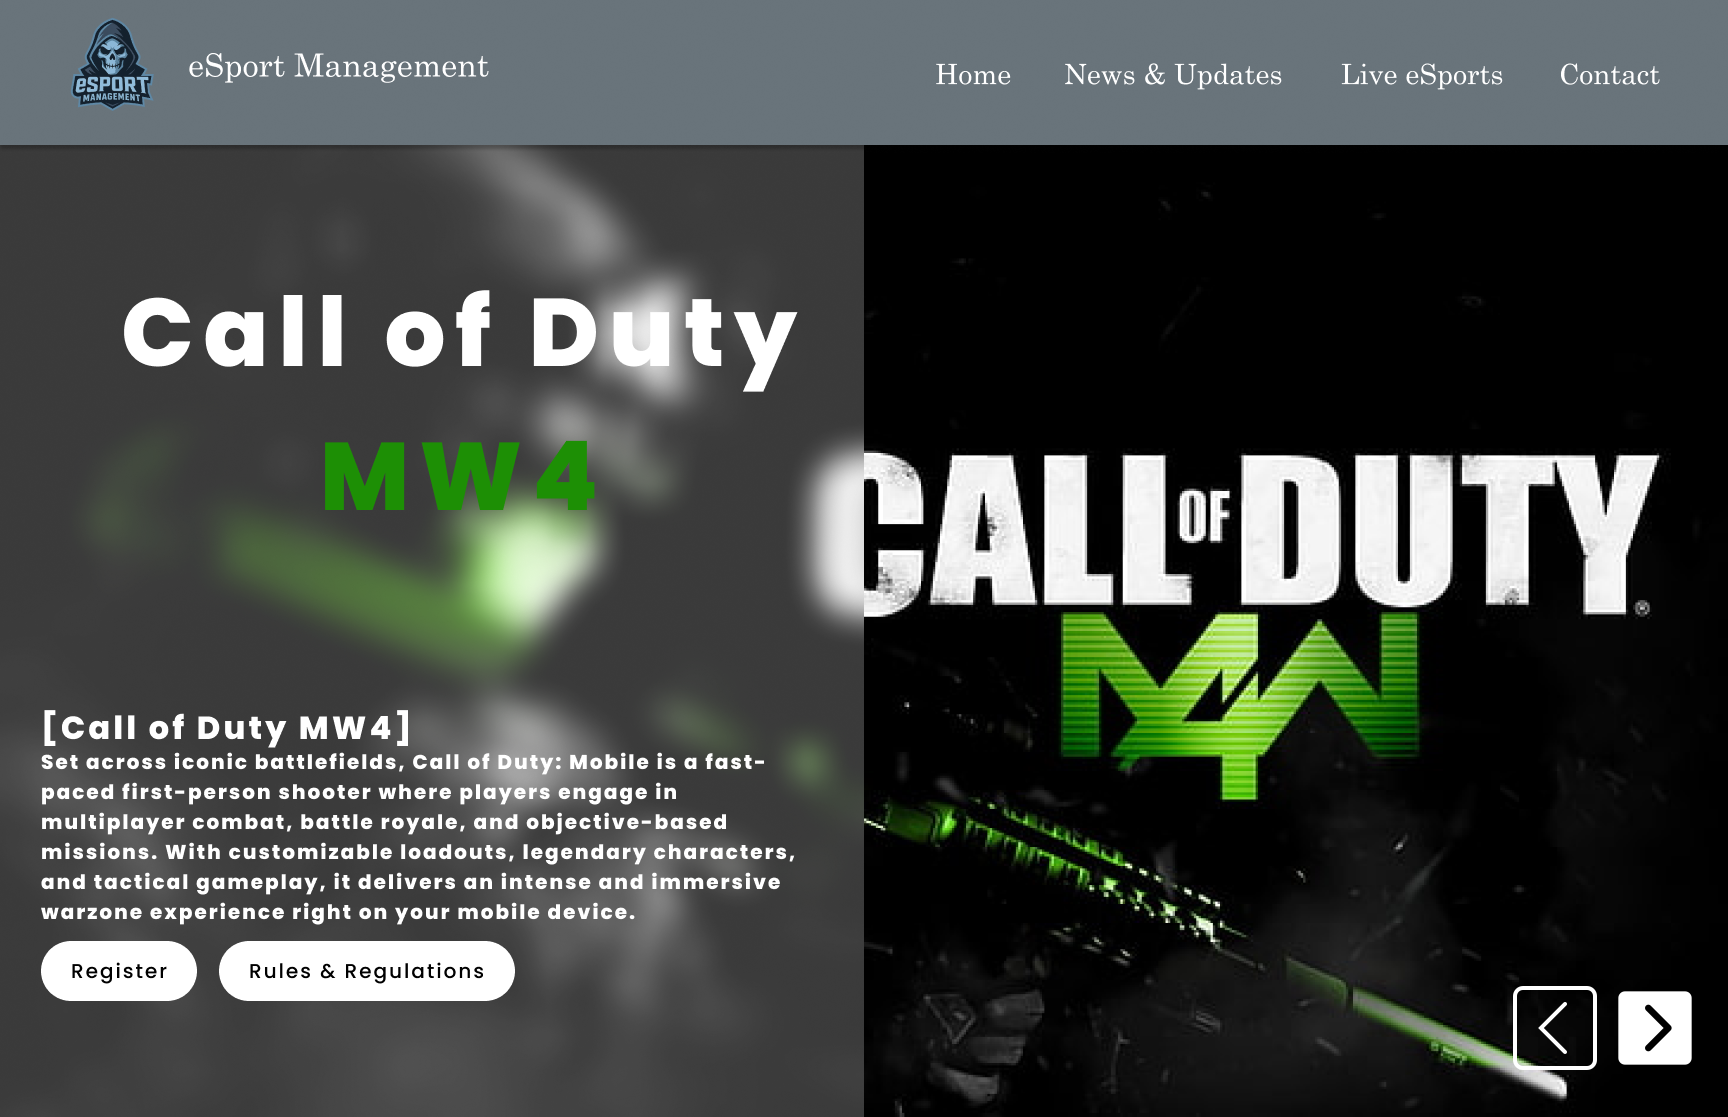 eSPORT
MANAGEMENT
eSport Management
Home
News & Updates
Live eSports
Contact
Call of Duty
MW4
[Call of Duty MW4]
Set across iconic battlefields, Call of Duty: Mobile is a fast-
paced first-person shooter where players engage in
multiplayer combat, battle royale, and objective-based
missions. With customizable loadouts, legendary characters,
and tactical gameplay, it delivers an intense and immersive
warzone experience right on your mobile device.
Register
Rules & Regulations
CALL OF DUTY®
M4W